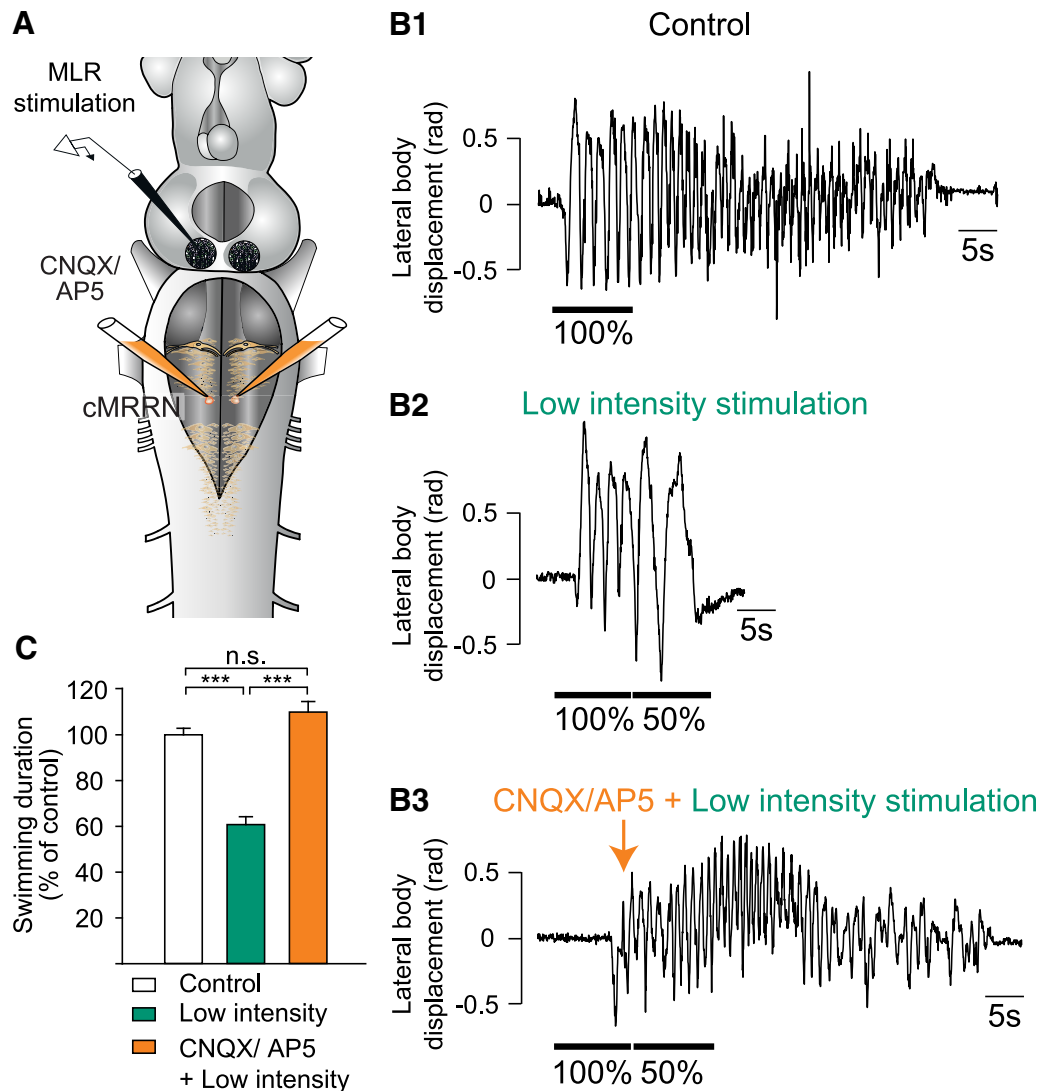 A
MLR
stimulation
CNQX/
AP5
cMRRN
B1
Control
Lateral body
displacement (rad)
0.5
0
-0.5
5s
100%
B2
Low intensity stimulation
Lateral body
displacement (rad)
0.5
0
-0.5
5s
100%
50%
B3
CNQX/AP5 + Low intensity stimulation
Lateral body
displacement (rad)
0.5
0
-0.5
5s
100%
50%
C
n.s.
*** ***
Swimming duration
(% of control)
120
100
80
60
40
20
Control
Low intensity
CNQX/ AP5
+ Low intensity